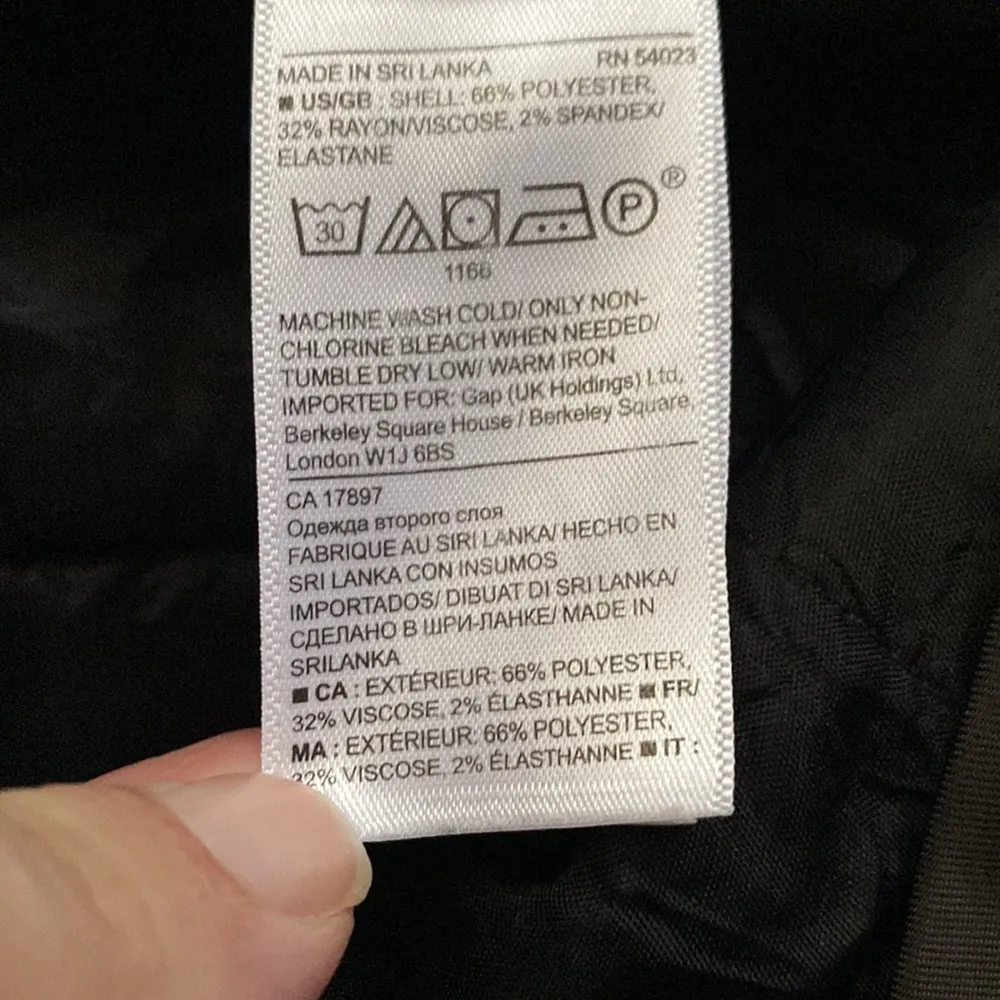 MADE IN SRI LANKA RN 54023
■ US/GB : SHELL: 66% POLYESTER,
32% RAYON/VISCOSE, 2% SPANDEX/
ELASTANE
30 P ®
1166
MACHINE WASH COLD/ ONLY NON-
CHLORINE BLEACH WHEN NEEDED/
TUMBLE DRY LOW/ WARM IRON
IMPORTED FOR: Gap (UK Holdings) Ltd,
Berkeley Square House / Berkeley Square,
London W1J 6BS
CA 17897
Одежда второго слоя
FABRIQUE AU SIRI LANKA/ HECHO EN
SRI LANKA CON INSUMOS
IMPORTADOS/ DIBUAT DI SRI LANKA/
СДЕЛАНО В ШРИ-ЛАНКЕ/ MADE IN
SRILANKA
■ CA : EXTÉRIEUR: 66% POLYESTER,
32% VISCOSE, 2% ÉLASTHANNE ■ FR/
MA : EXTÉRIEUR: 66% POLYESTER,
32% VISCOSE, 2% ÉLASTHANNE ■ IT :